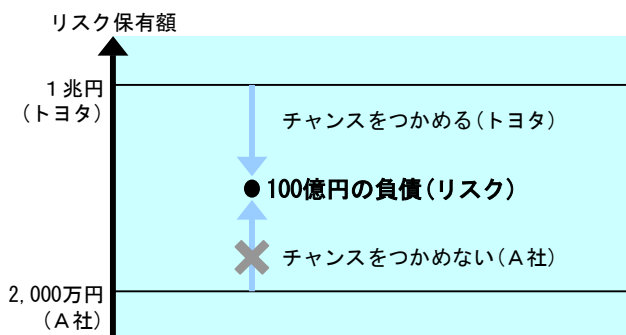 リスク保有額
１兆円
(トヨタ)
チャンスをつかめる(トヨタ)
100億円の負債(リスク)
チャンスをつかめない(Ａ社)
2,000万円
(Ａ社)